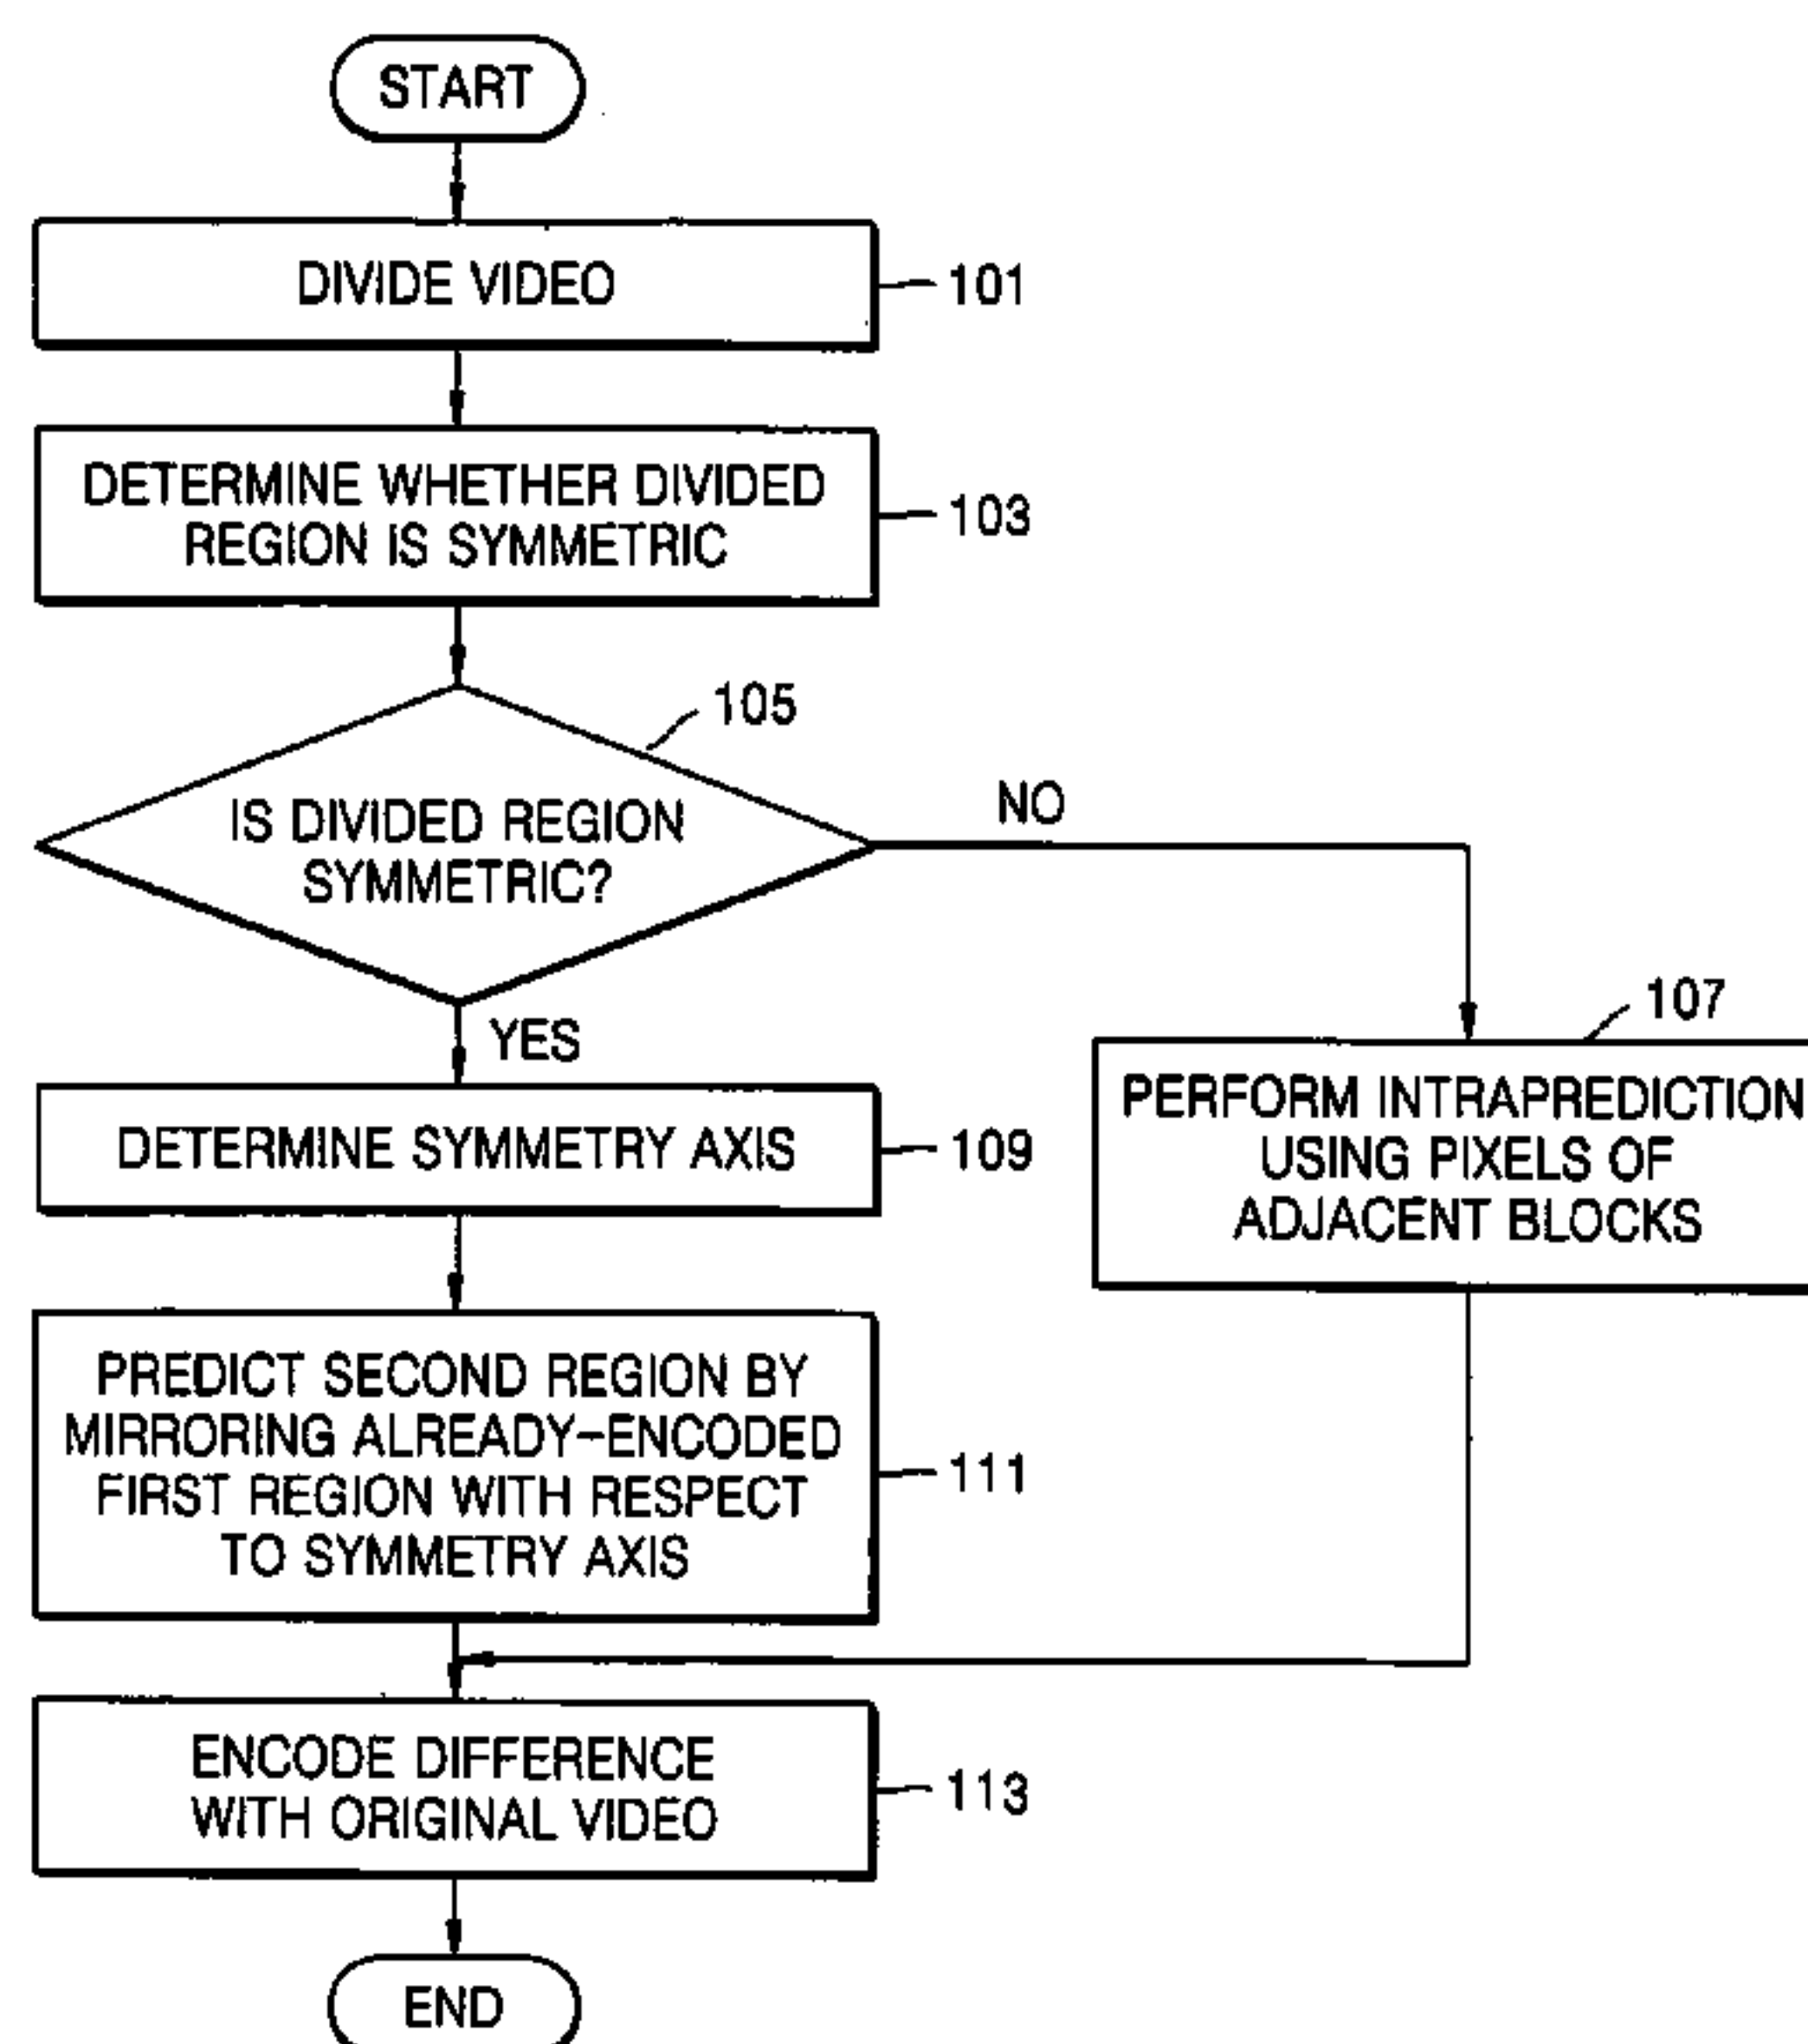 START
DIVIDE VIDEO
101
DETERMINE WHETHER DIVIDED
REGION IS SYMMETRIC
103
105
IS DIVIDED REGION
SYMMETRIC?
NO
YES
107
PERFORM INTRAPREDICTION
USING PIXELS OF
ADJACENT BLOCKS
DETERMINE SYMMETRY AXIS
109
PREDICT SECOND REGION BY
MIRRORING ALREADY-ENCODED
FIRST REGION WITH RESPECT
TO SYMMETRY AXIS
111
ENCODE DIFFERENCE
WITH ORIGINAL VIDEO
113
END